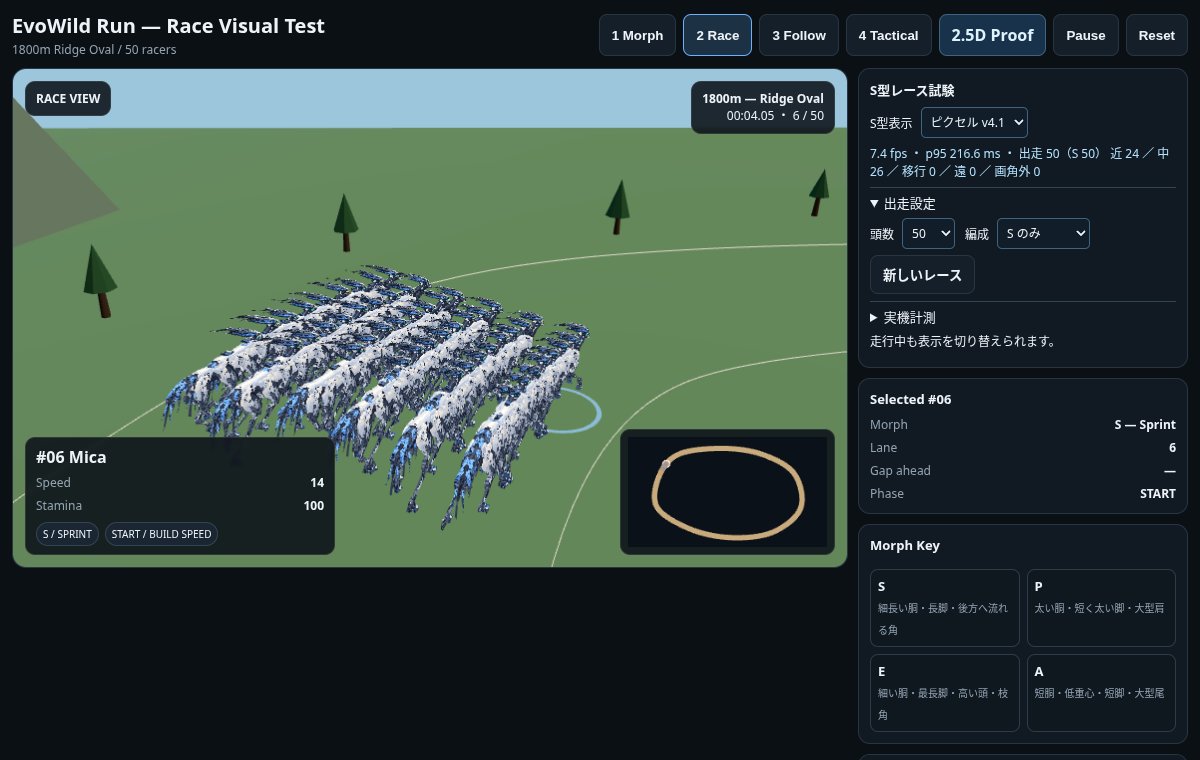 EvoWild Run — Race Visual Test
1800m Ridge Oval / 50 racers
1 Morph
2 Race
3 Follow
4 Tactical
2.5D Proof
Pause
Reset
RACE VIEW
1800m — Ridge Oval
00:04.05 • 6 / 50
#06 Mica
Speed 14
Stamina 100
S / SPRINT
START / BUILD SPEED
S型レース試験
S型表示 ピクセル v4.1
7.4 fps・p95 216.6 ms・出走 50（S 50） 近 24 ／ 中
26 ／ 移行 0 ／ 遠 0 ／ 画角外 0
▼ 出走設定
頭数 50 編成 S のみ
新しいレース
▶ 実機計測
走行中も表示を切り替えられます。
Selected #06
Morph S — Sprint
Lane 6
Gap ahead —
Phase START
Morph Key
S
細長い胴・長脚・後方へ流れ
る角
P
太い胴・短く太い脚・大型肩
E
細い胴・最長脚・高い頭・枝
角
A
短胴・低重心・短脚・大型尾